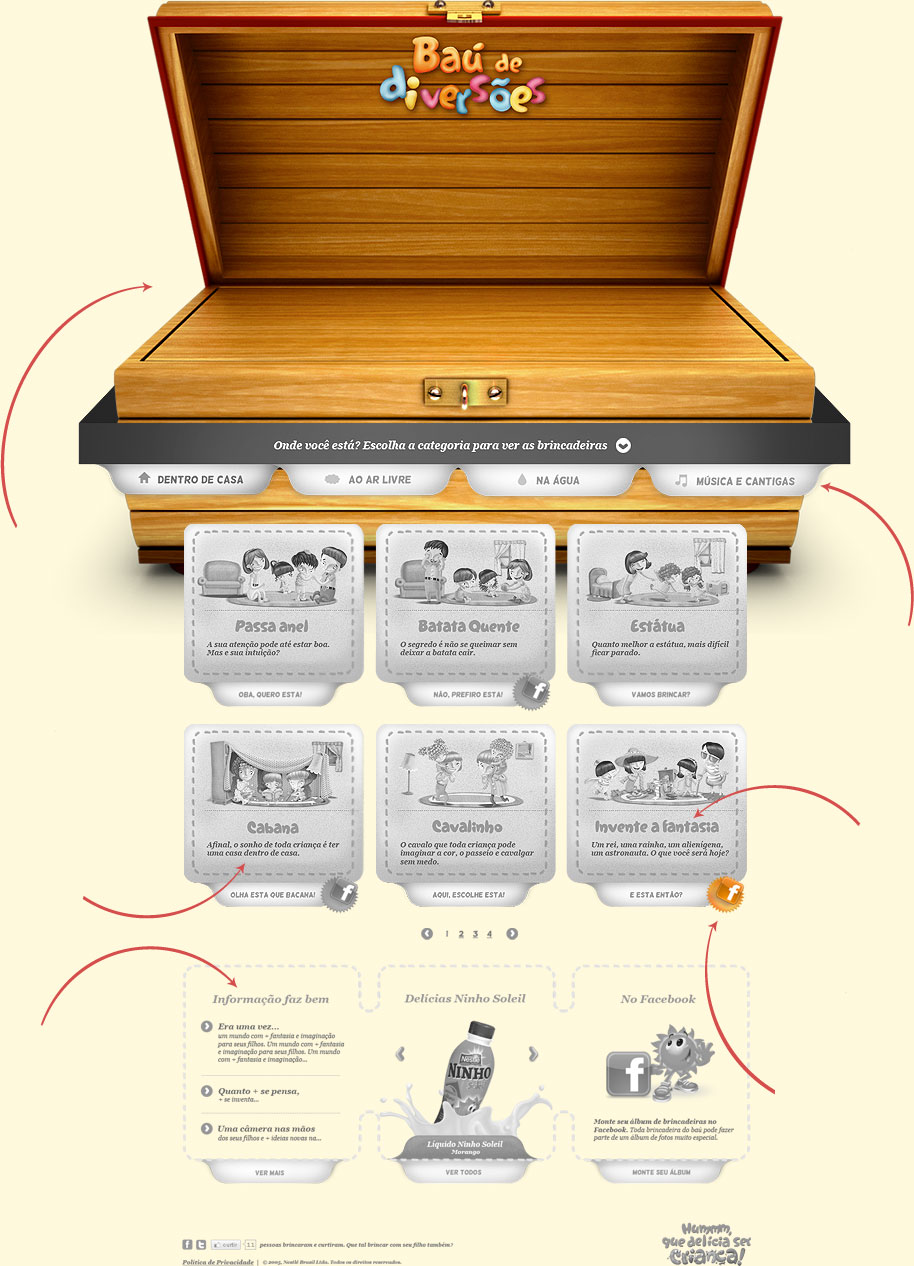 Baú de
diversões
Onde você está? Escolha a categoria para ver as brincadeiras
DENTRO DE CASA
AO AR LIVRE
NA ÁGUA
MÚSICA E CANTIGAS
Passa anel
A sua atenção pode até estar boa.
Mas e sua intuição?
OBA, QUERO ESTA!
Batata Quente
O segredo é não se queimar sem
deixar a batata cair.
NÃO, PREFIRO ESTA!
f
Estátua
Quanto melhor a estátua, mais difícil
ficar parado.
VAMOS BRINCAR?
Cabana
Afinal, o sonho de toda criança é ter
uma casa dentro de casa.
OLHA ESTA QUE BACANA!
f
Cavalinho
O cavalo que toda criança pode
imaginar a cor, o passeio e cavalgar
sem medo.
AQUI, ESCOLHE ESTA!
Invente a fantasia
Um rei, uma rainha, um alienígena,
um astronauta. O que você será hoje?
E ESTA ENTÃO?
f
1 2 3 4
Informação faz bem
Era uma vez...
um mundo com + fantasia e imaginação
para seus filhos. Um mundo com + fantasia
e imaginação para seus filhos. Um mundo
com + fantasia e imaginação...
Quanto + se pensa,
+ se inventa...
Uma câmera nas mãos
dos seus filhos e + ideias novas na...
VER MAIS
Delícias Ninho Soleil
Nestlé
NINHO
Líquido Ninho Soleil
Morango
VER TODOS
No Facebook
f
Monte seu álbum de brincadeiras no
Facebook. Toda brincadeira do baú pode fazer
parte de um álbum de fotos muito especial.
MONTE SEU ÁLBUM
curtir 11 pessoas brincaram e curtiram. Que tal brincar com seu filho também?
Política de Privacidade | © 2005, Nestlé Brasil Ltda. Todos os direitos reservados.
Hummm,
que delícia ser
criança!